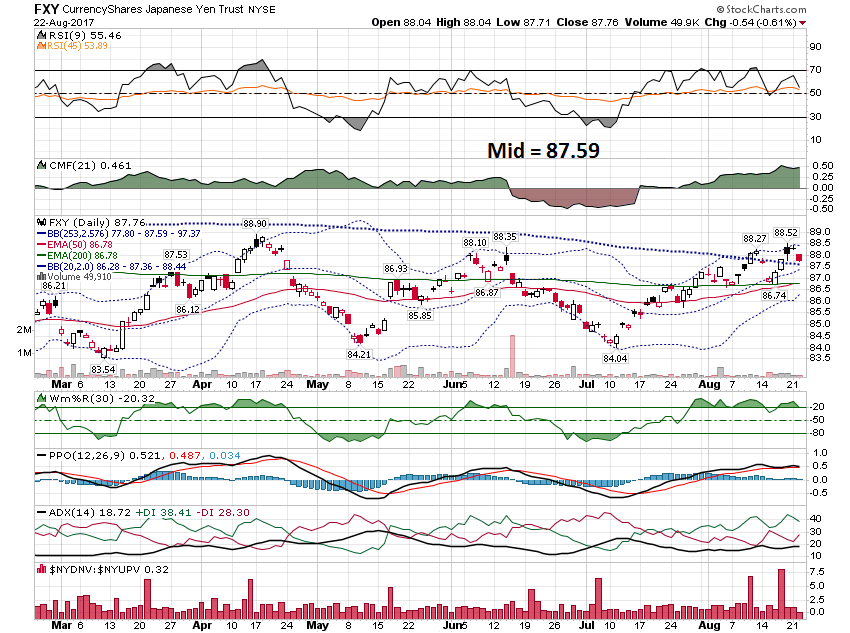 FXY CurrencyShares Japanese Yen Trust NYSE © StockCharts.com
22-Aug-2017 Open 88.04 High 88.04 Low 87.71 Close 87.76 Volume 49.9K Chg -0.54 (-0.61%)
RSI(9) 55.46
RSI(45) 53.89
90
70
50
30
10
Mid = 87.59
CMF(21) 0.461
0.50
0.25
0.00
-0.25
-0.50
FXY (Daily) 87.76
BB(253,2.576) 77.80 - 87.59 - 97.37
EMA(50) 86.78
EMA(200) 86.78
BB(20,2.0) 86.28 - 87.36 - 88.44
Volume 49,910
86.21
83.54
87.53
86.12
88.90
84.21
86.93
85.85
88.10
86.87
88.35
84.04
88.27
86.74
88.52
89.0
88.5
88.0
87.5
87.0
86.5
86.0
85.5
85.0
84.5
84.0
83.5
2M
1M
Mar 6 13 20 27 Apr 10 17 24 May 8 15 22 Jun 5 12 19 26 Jul 10 17 24 Aug 7 14 21
Wm%R(30) -20.32
-20
-50
-80
PPO(12,26,9) 0.521, 0.487, 0.034
1.0
0.5
0.0
-0.5
ADX(14) 18.72 +DI 38.41 -DI 28.30
40
30
20
10
$NYDNV:$NYUPV 0.32
7.5
5.0
2.5
0.0
Mar 6 13 20 27 Apr 10 17 24 May 8 15 22 Jun 5 12 19 26 Jul 10 17 24 Aug 7 14 21